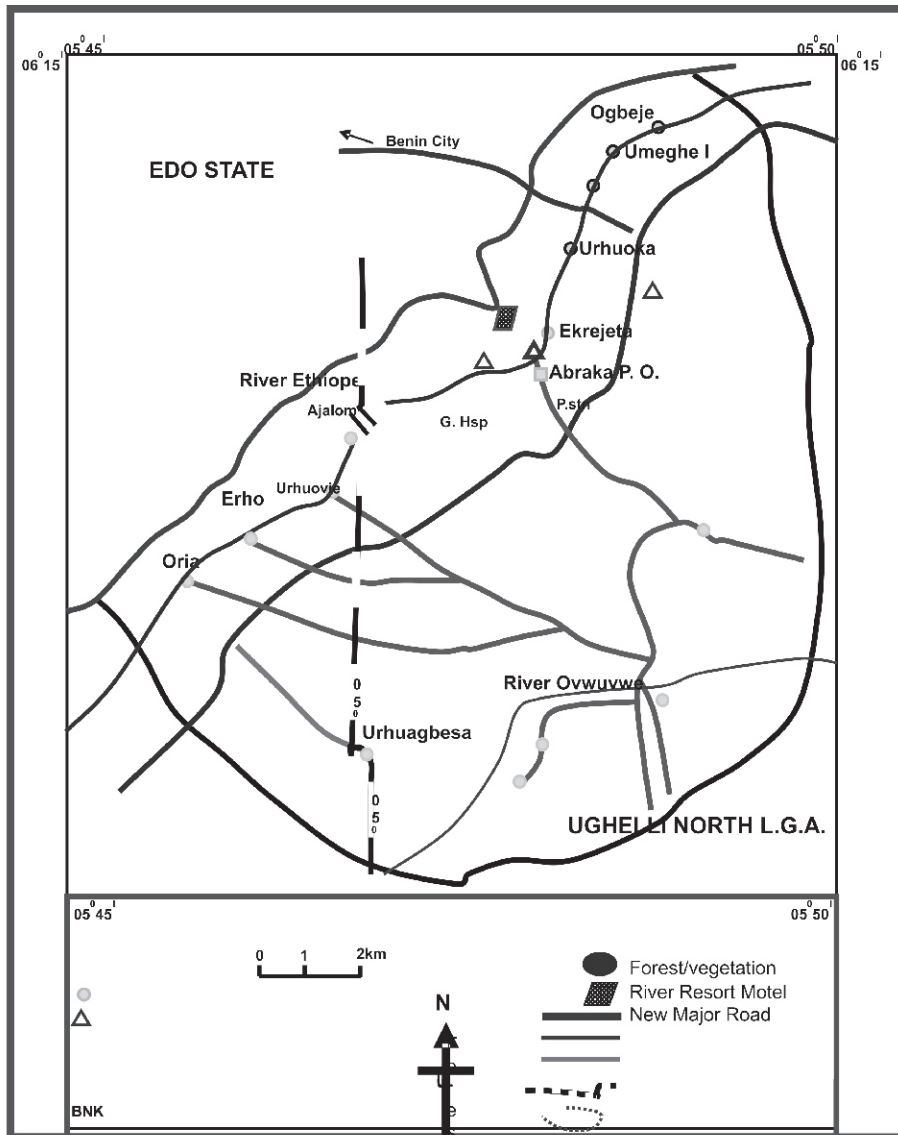 05°45' 05°50'
06°15' 06°15'
Ogbeje
Benin City
Umeghe I
EDO STATE
Urhuoka
Ekrejeta
River Ethiope
Abraka P. O.
Ajalom
P.stn
G. Hsp
Urhuovie
Erho
Oria
River Ovwuvwe
05°
Urhuagbesa
05°
UGHELLI NORTH L.G.A.
05°45' 05°50'
0 1 2km
Forest/vegetation
River Resort Motel
N
New Major Road
BNK